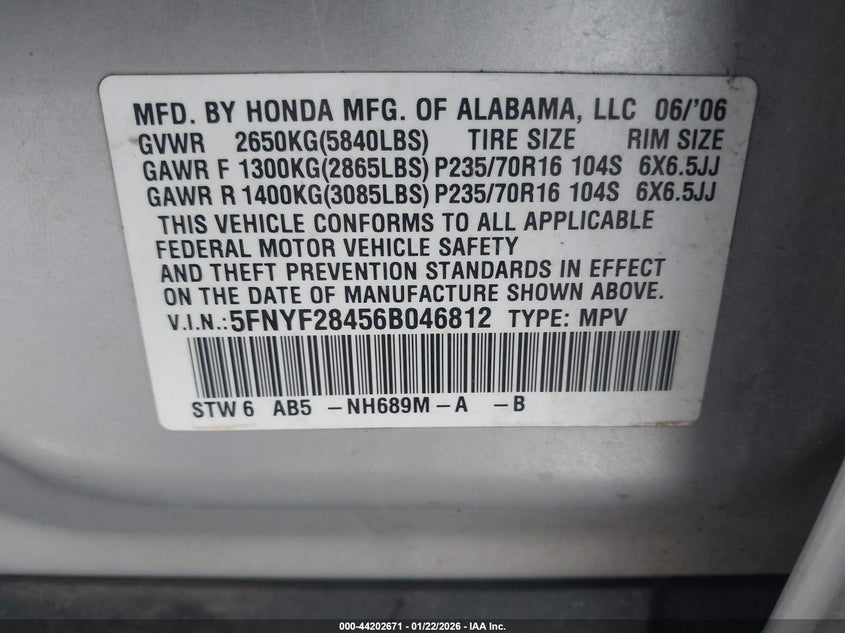 MFD. BY HONDA MFG. OF ALABAMA, LLC 06/'06
GVWR 2650KG(5840LBS) TIRE SIZE RIM SIZE
GAWR F 1300KG(2865LBS) P235/70R16 104S 6X6.5JJ
GAWR R 1400KG(3085LBS) P235/70R16 104S 6X6.5JJ
THIS VEHICLE CONFORMS TO ALL APPLICABLE
FEDERAL MOTOR VEHICLE SAFETY
AND THEFT PREVENTION STANDARDS IN EFFECT
ON THE DATE OF MANUFACTURE SHOWN ABOVE.
V.I.N.:5FNYF28456B046812 TYPE: MPV
STW 6 AB5 -NH689M-A -B
000-44202671 - 01/22/2026 - IAA Inc.